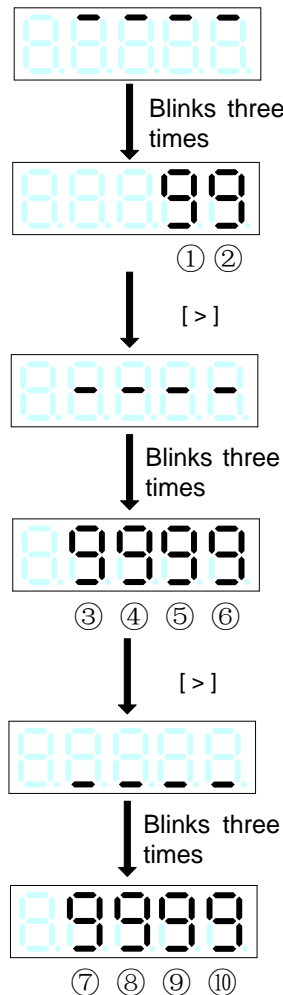 Blinks three
times
99
① ②
[ > ]
- - - -
Blinks three
times
9999
③ ④ ⑤ ⑥
[ > ]
Blinks three
times
9999
⑦ ⑧ ⑨ ⑩